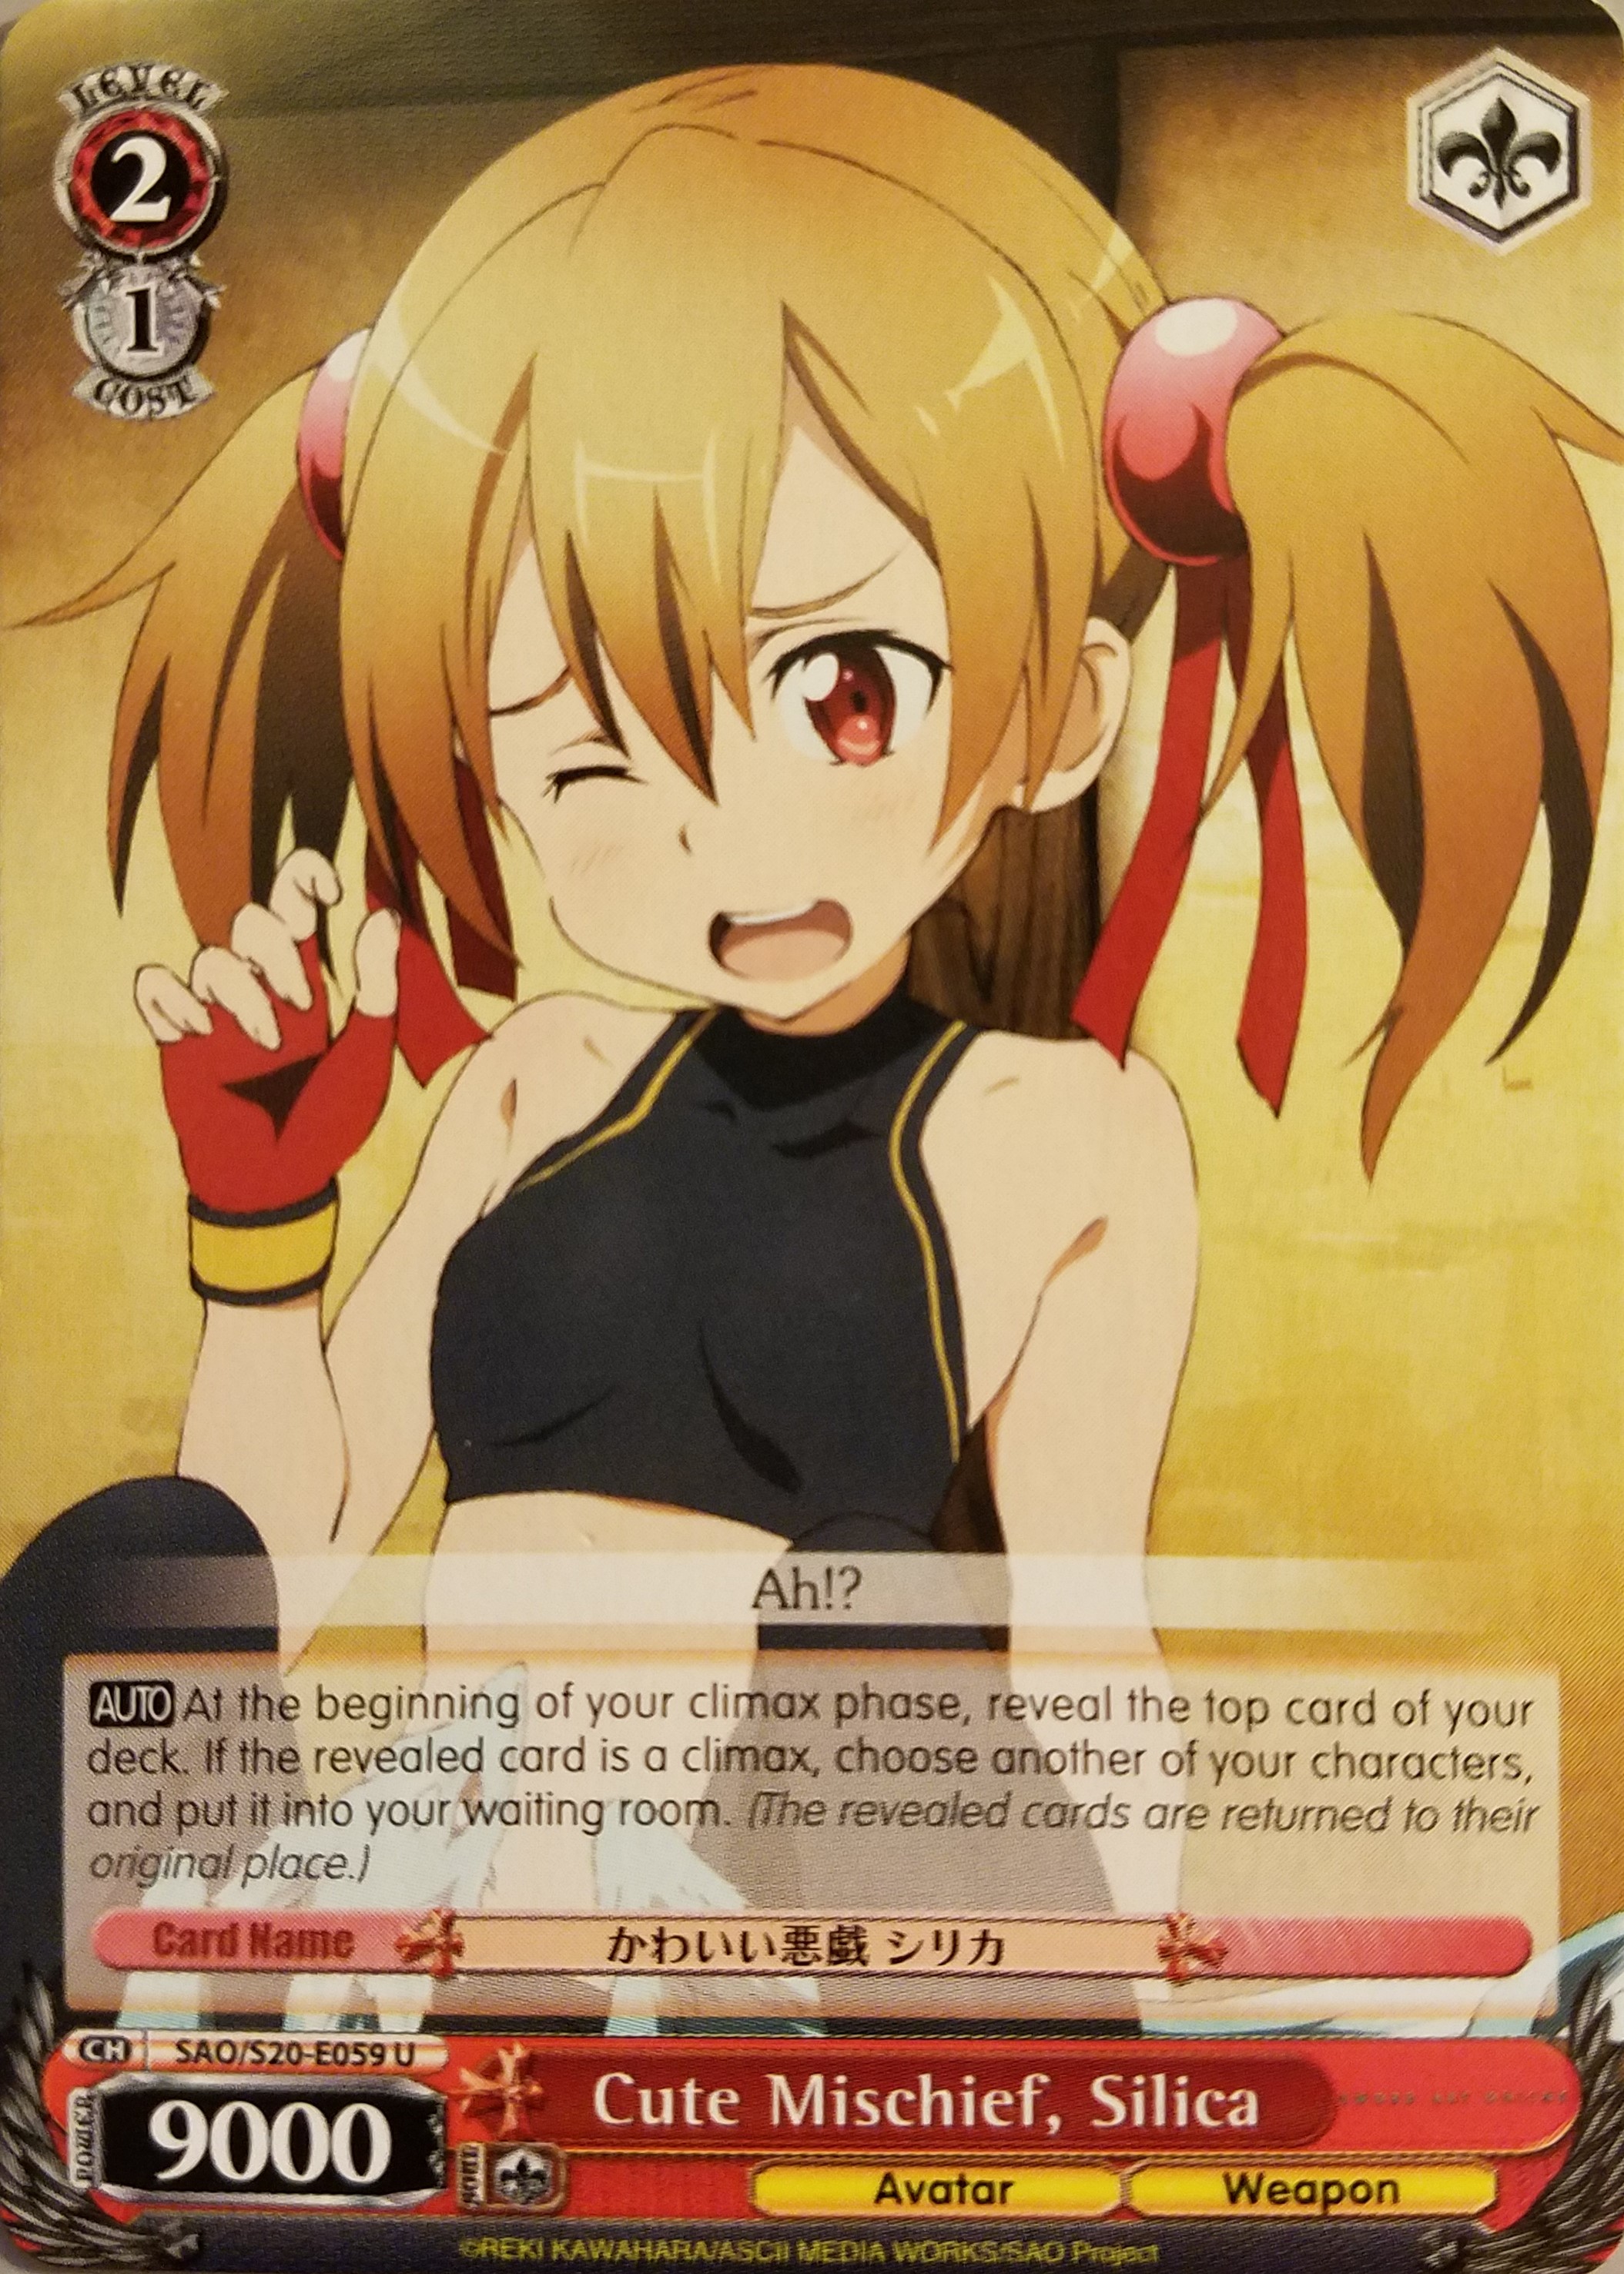 LEVEL
2
1
COST
Ah!?
AUTO At the beginning of your climax phase, reveal the top card of your
deck. If the revealed card is a climax, choose another of your characters,
and put it into your waiting room. (The revealed cards are returned to their
original place.)
Card Name かわいい悪戯 シリカ
CH SAO/S20-E059 U
POWER 9000
Cute Mischief, Silica
SWORD ART ONLINE
SOUL
Avatar Weapon
©REKI KAWAHARA/ASCII MEDIA WORKS/SAO Project